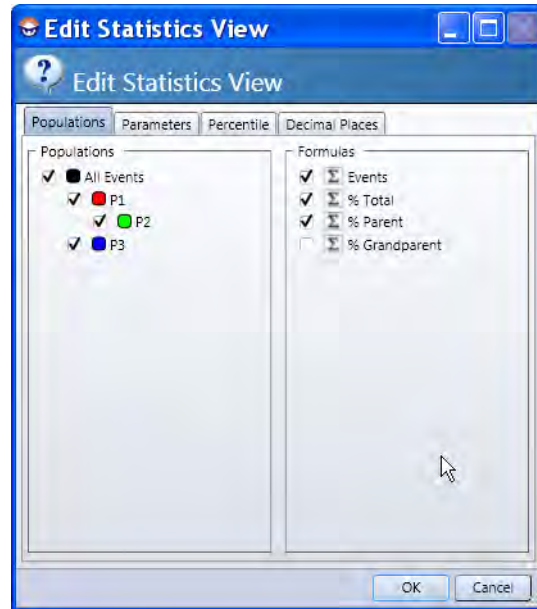 Edit Statistics View
Edit Statistics View
Populations Parameters Percentile Decimal Places
Populations
All Events
P1
P2
P3
Formulas
Σ Events
Σ % Total
Σ % Parent
Σ % Grandparent
OK Cancel